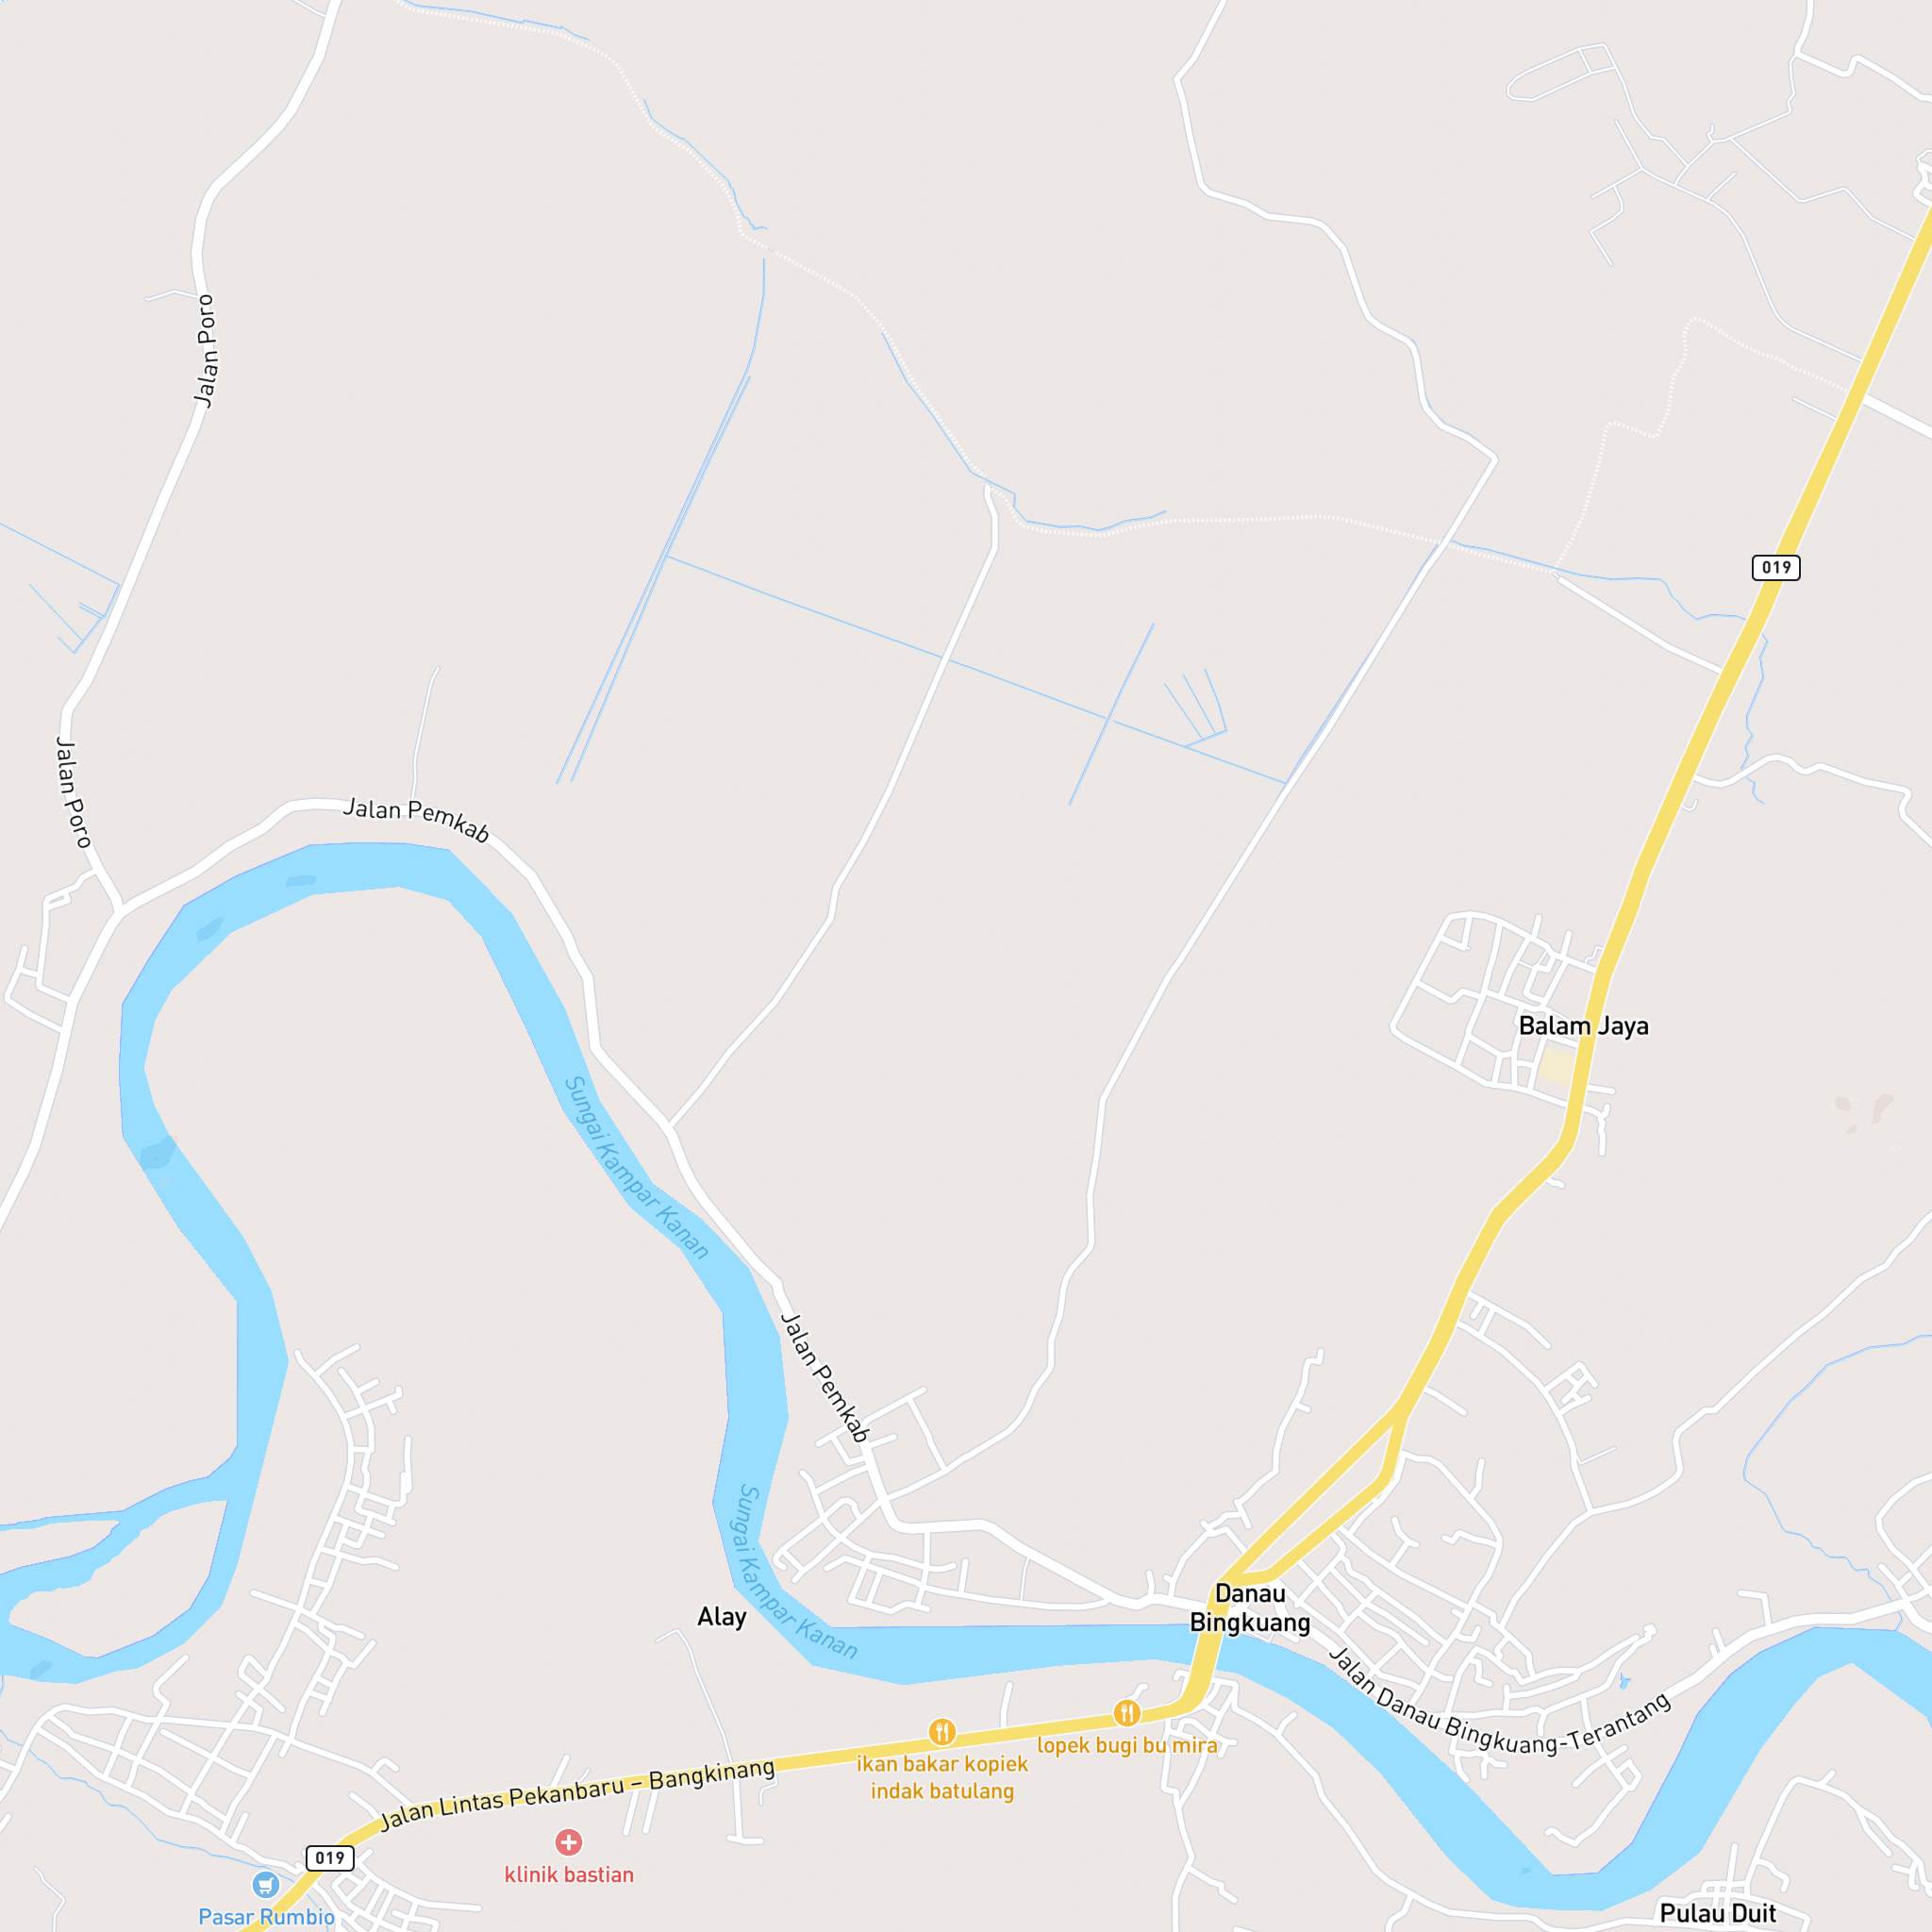 Jalan Poro
019
Jalan Poro
Jalan Pemkab
Balam Jaya
Sungai Kampar Kanan
Jalan Pemkab
Sungai Kampar Kanan
Alay
Danau
Bingkuang
Jalan Danau Bingkuang-Terantang
lopek bugi bu mira
ikan bakar kopiek
indak batulang
Jalan Lintas Pekanbaru – Bangkinang
019
klinik bastian
Pasar Rumbio
Pulau Duit